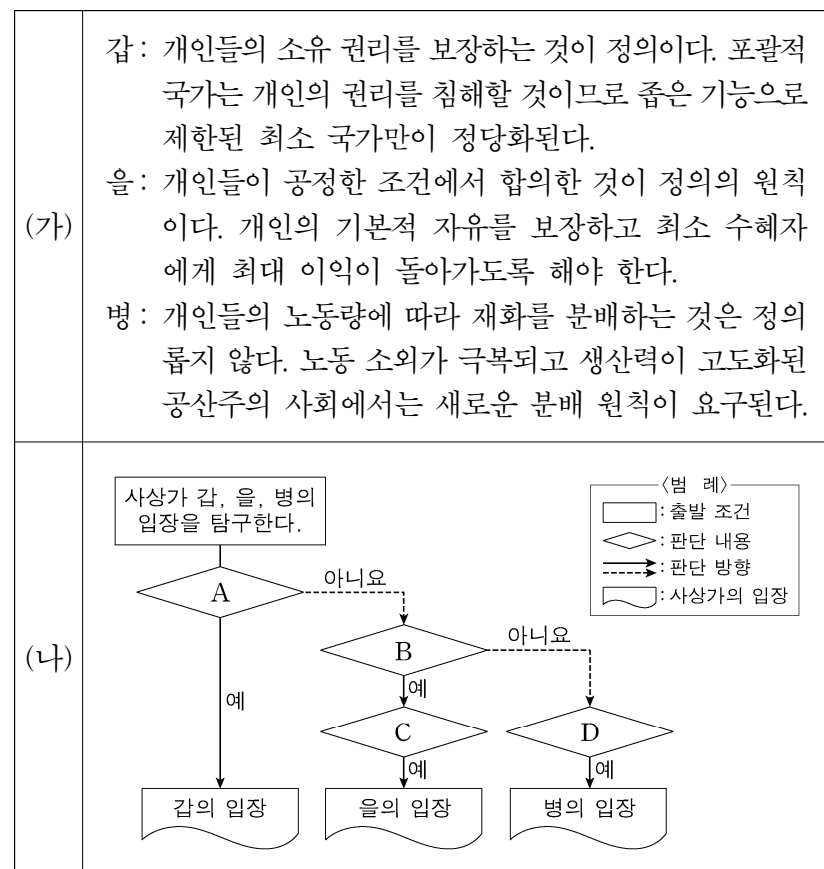 (가)
갑: 개인들의 소유 권리를 보장하는 것이 정의이다. 포괄적
국가는 개인의 권리를 침해할 것이므로 좁은 기능으로
제한된 최소 국가만이 정당화된다.
을: 개인들이 공정한 조건에서 합의한 것이 정의의 원칙
이다. 개인의 기본적 자유를 보장하고 최소 수혜자
에게 최대 이익이 돌아가도록 해야 한다.
병: 개인들의 노동량에 따라 재화를 분배하는 것은 정의
롭지 않다. 노동 소외가 극복되고 생산력이 고도화된
공산주의 사회에서는 새로운 분배 원칙이 요구된다.
(나)
사상가 갑, 을, 병의
입장을 탐구한다.
〈범 례〉
: 출발 조건
: 판단 내용
: 판단 방향
: 사상가의 입장
A
아니요
B
아니요
예
예
C
D
예
예
갑의 입장
을의 입장
병의 입장